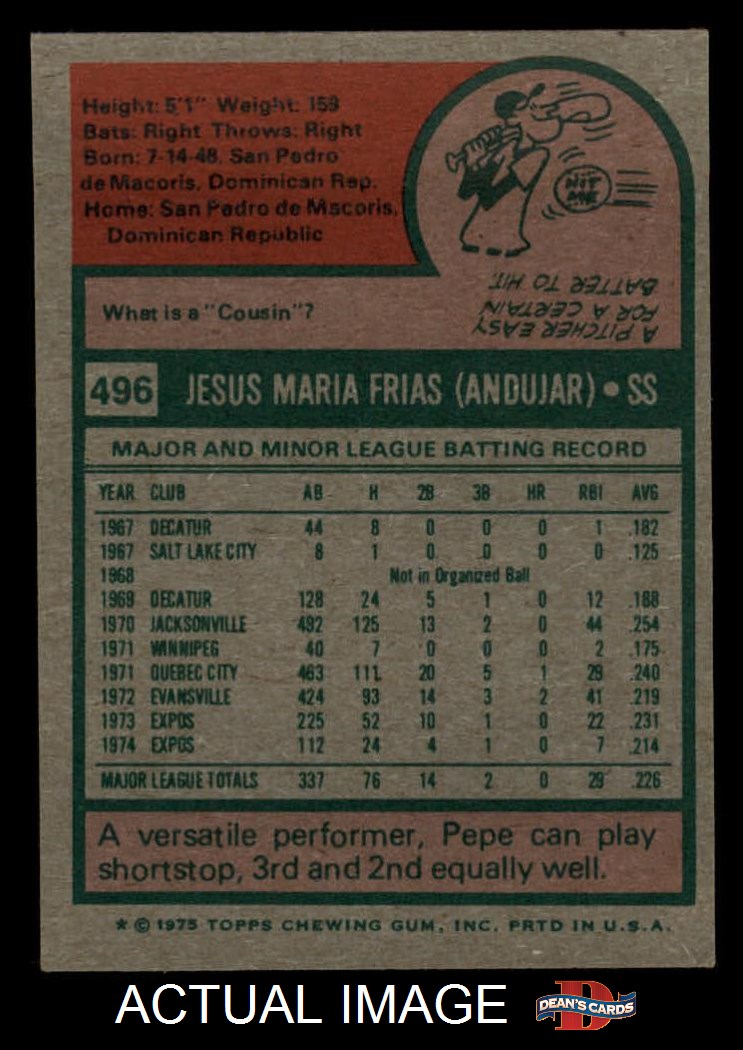 Height: 5'1" Weight: 159
Bats: Right Throws: Right
Born: 7-14-48, San Pedro
de Macoris, Dominican Rep.
Home: San Pedro de Macoris,
Dominican Republic
HIT ME
What is a "Cousin"?
A PITCHER EASY
FOR A CERTAIN
BATTER TO HIT.
496 JESUS MARIA FRIAS (ANDUJAR) • SS
MAJOR AND MINOR LEAGUE BATTING RECORD
YEAR CLUB AB H 2B 3B HR RBI AVG
1967 DECATUR 44 8 0 0 0 1 .182
1967 SALT LAKE CITY 8 1 0 0 0 0 .125
1968 Not in Organized Ball
1969 DECATUR 128 24 5 1 0 12 .188
1970 JACKSONVILLE 492 125 13 2 0 44 .254
1971 WINNIPEG 40 7 0 0 0 2 .175
1971 QUEBEC CITY 463 111 20 5 1 29 .240
1972 EVANSVILLE 424 93 14 3 2 41 .219
1973 EXPOS 225 52 10 1 0 22 .231
1974 EXPOS 112 24 4 1 0 7 .214
MAJOR LEAGUE TOTALS 337 76 14 2 0 29 .226
A versatile performer, Pepe can play
shortstop, 3rd and 2nd equally well.
* © 1975 TOPPS CHEWING GUM, INC. PRTD IN U.S.A.
ACTUAL IMAGE
D
DEAN'S CARDS